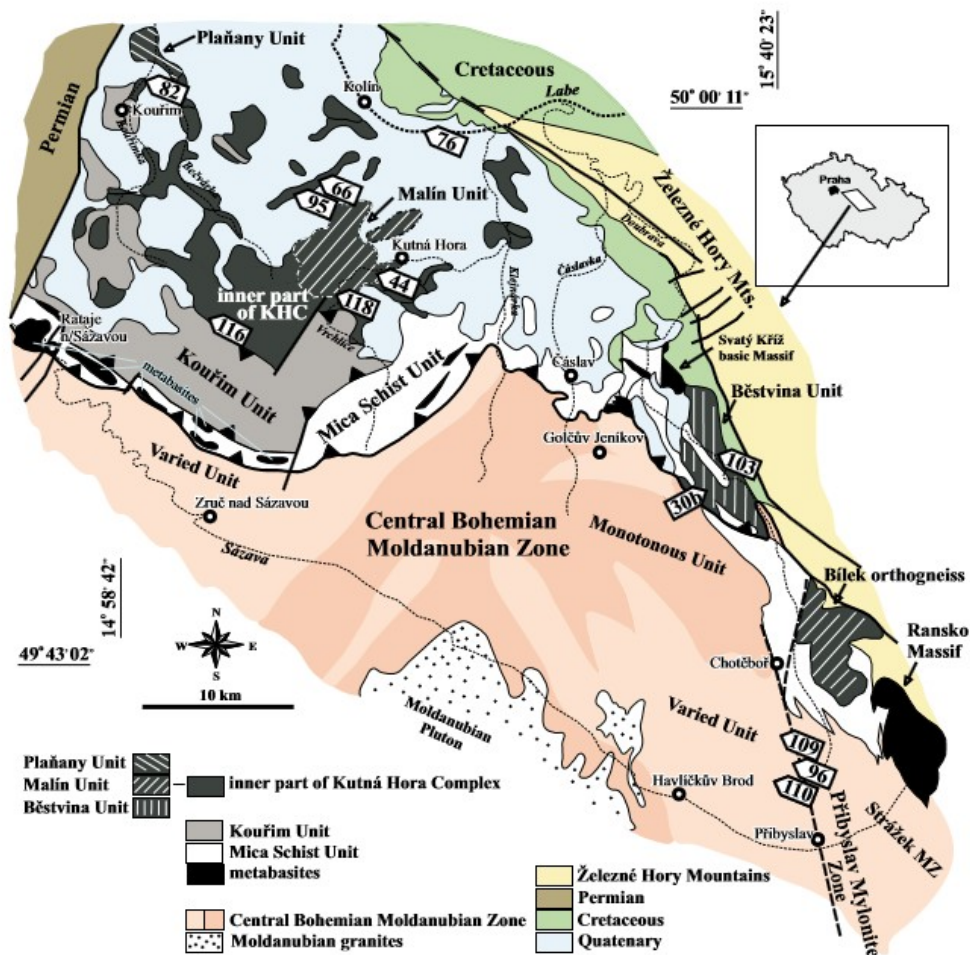 Plaňany Unit
Cretaceous
15° 40' 23"
50° 00' 11"
Permian
82
Kouřim
Kolín
Labe
76
Bečvárka
66
95
Malín Unit
Kutná Hora
44
118
inner part
of KHC
116
Vrchlice
Klejnárka
Čáslavka
Doubrava
Železné Hory Mts.
Praha
Rataje
n/Sázavou
metabasites
Kouřim Unit
Mica Schist Unit
Čáslav
Svatý Kříž
basic Massif
Běstvina Unit
Golčův Jeníkov
103
30b
Varied Unit
Zruč nad Sázavou
Sázava
Central Bohemian
Moldanubian Zone
Monotonous Unit
Bílek orthogneiss
Ransko
Massif
14° 58' 42"
49° 43' 02"
N
W
E
S
10 km
Chotěboř
Moldanubian
Pluton
Varied Unit
109
96
110
Havlíčkův Brod
Přibyslav
Přibyslav Mylonite
Zone
Strážek MZ
Plaňany Unit
Malín Unit
Běstvina Unit
inner part of Kutná Hora Complex
Kouřim Unit
Mica Schist Unit
metabasites
Central Bohemian Moldanubian Zone
Moldanubian granites
Železné Hory Mountains
Permian
Cretaceous
Quatenary